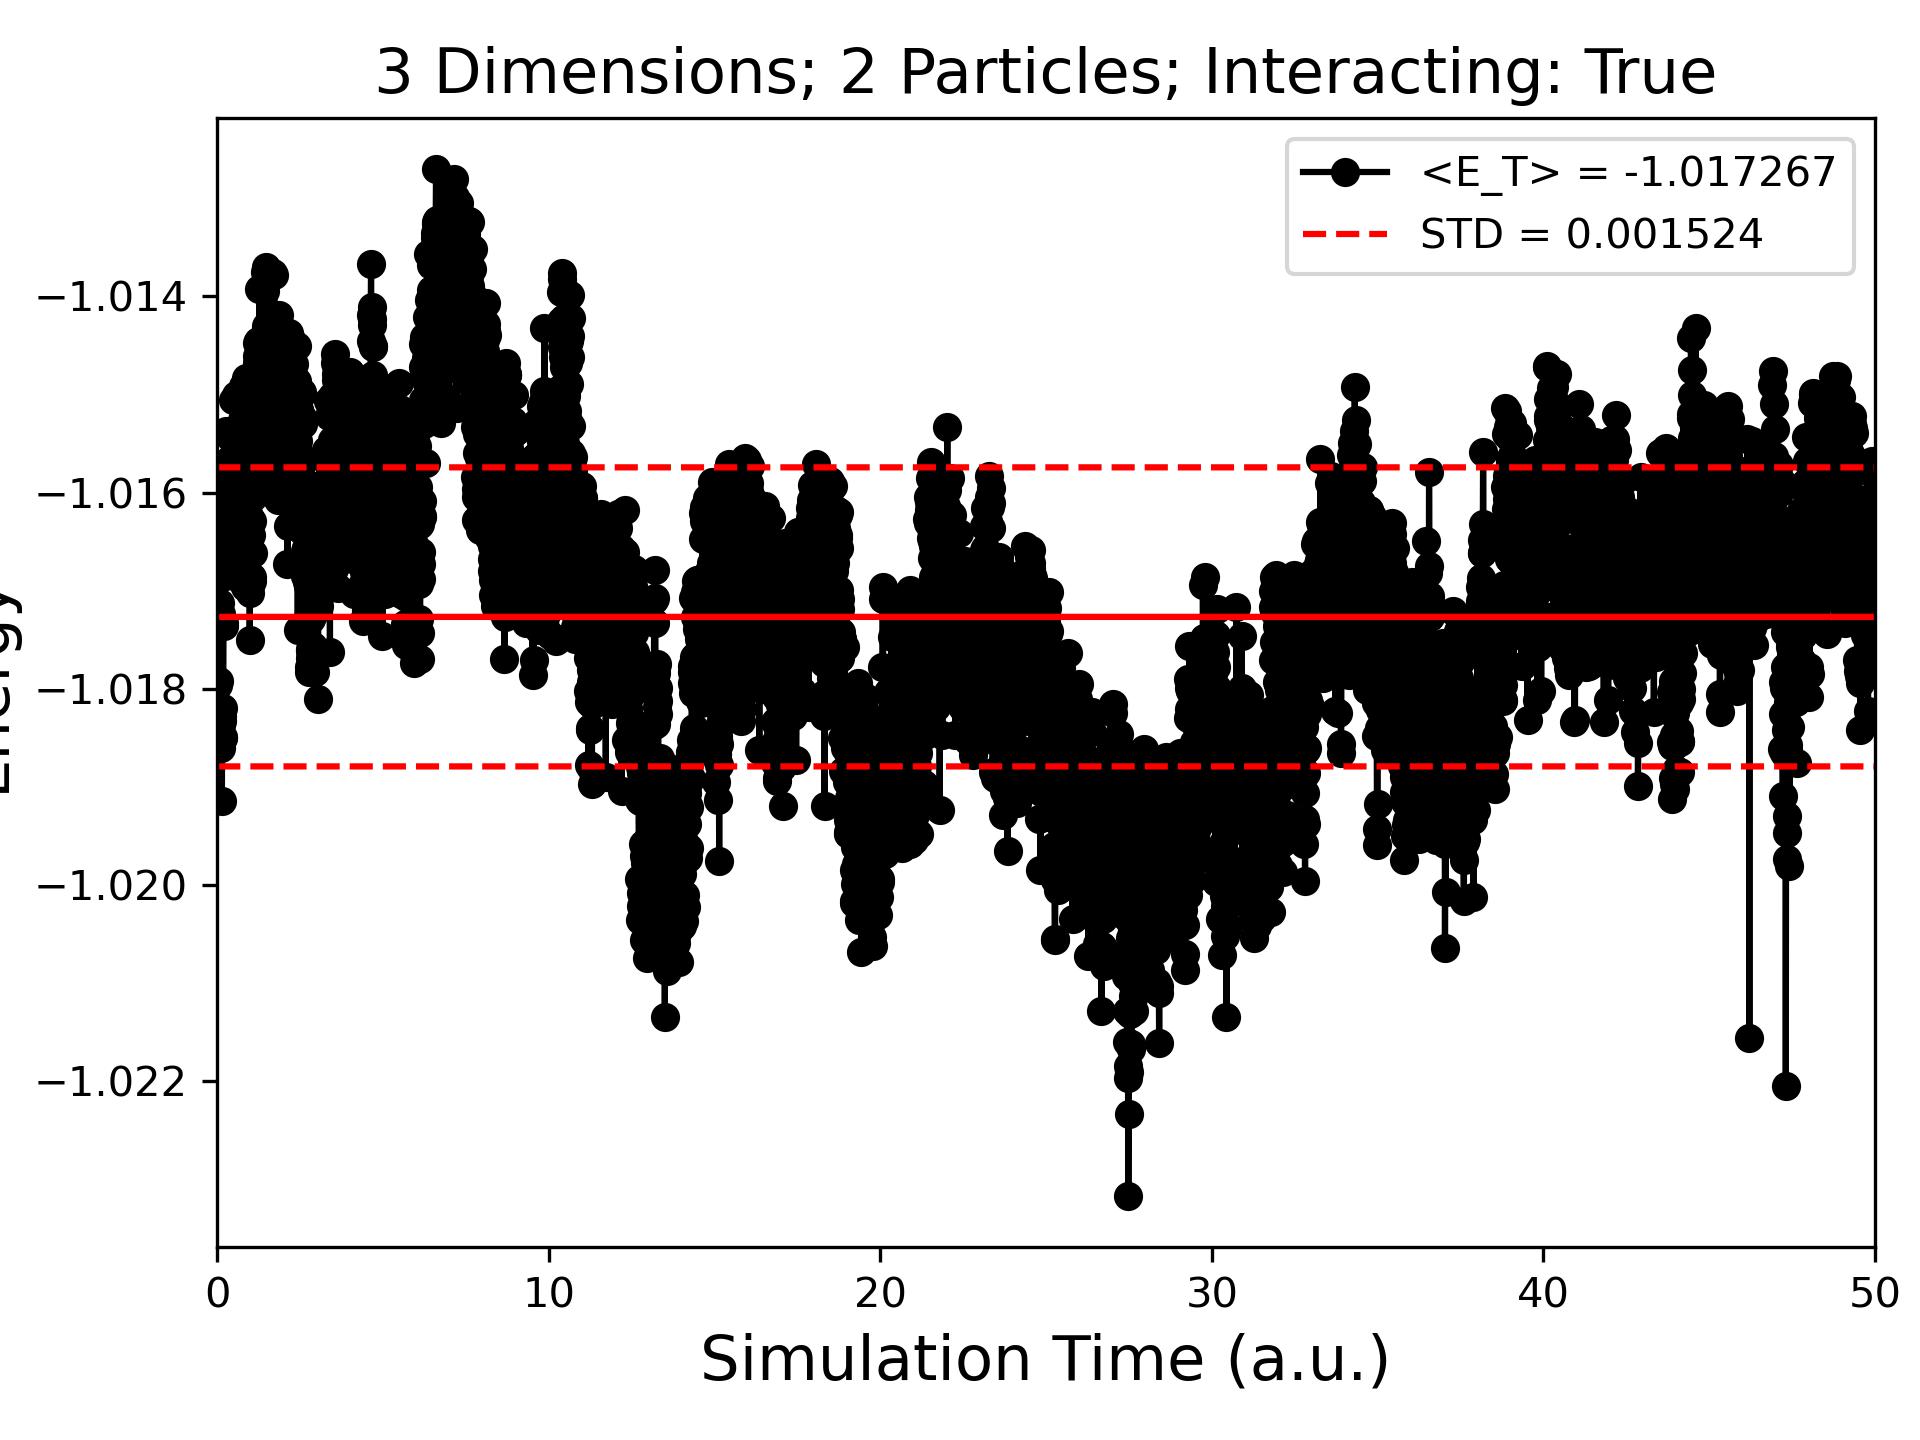 3 Dimensions; 2 Particles; Interacting: True
<E_T> = -1.017267
STD = 0.001524
−1.014
−1.016
−1.018
−1.020
−1.022
Energy
0 10 20 30 40 50
Simulation Time (a.u.)